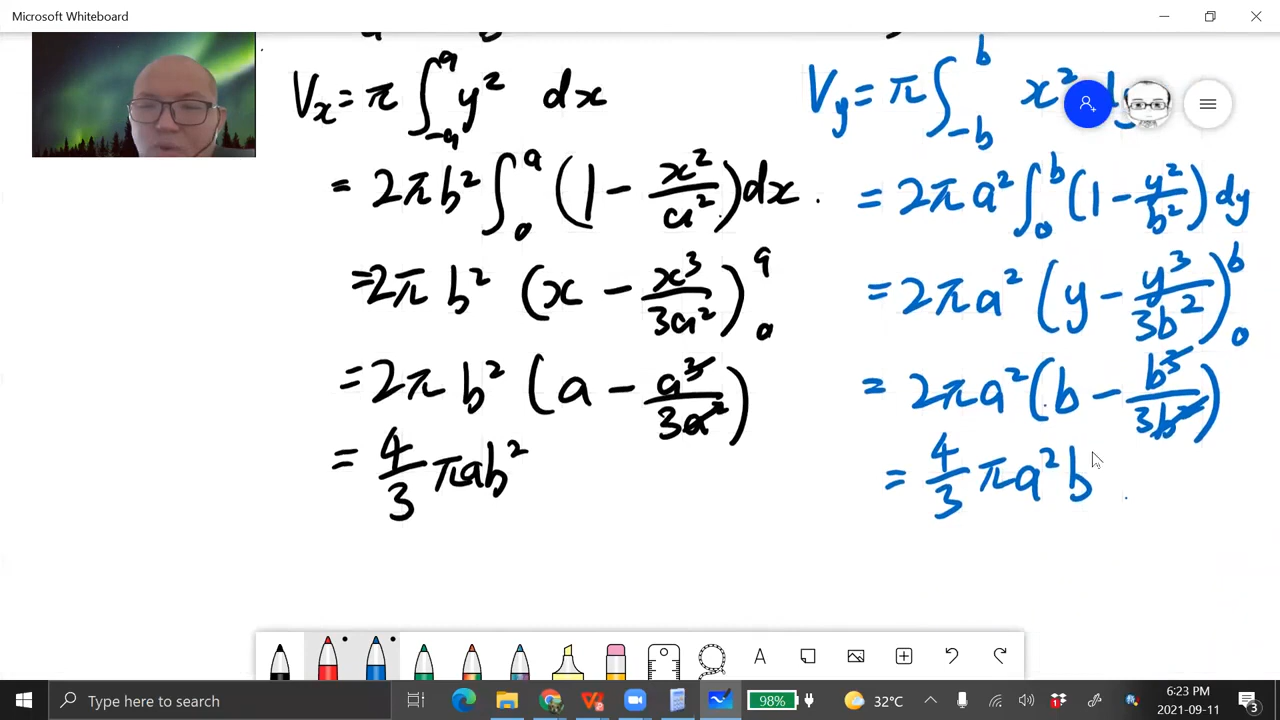 Microsoft Whiteboard
Vx = π ∫_{-a}^{a} y² dx
= 2πb² ∫_0^a (1 - x²/a²) dx .
= 2πb² (x - x³/3a²)_0^a
= 2πb² (a - a³/3a²)
= 4/3 πab²
Vy = π ∫_{-b}^{b} x²
= 2πa² ∫_0^b (1 - y²/b²) dy
= 2πa² (y - y³/3b²)_0^b
= 2πa² (b - b³/3b²)
= 4/3 πa²b .
A
Type here to search
98%
32°C
6:23 PM
2021-09-11
3